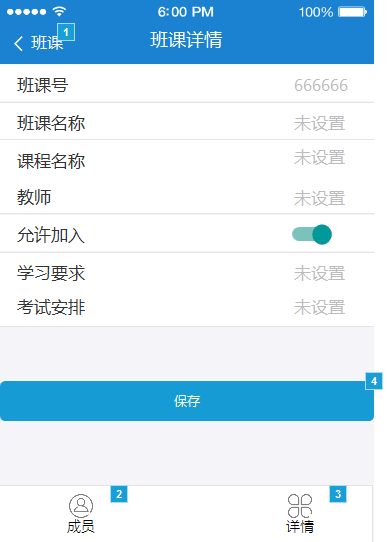 6:00 PM 100%
班课 1 班课详情
班课号 666666
班课名称 未设置
课程名称 未设置
教师 未设置
允许加入
学习要求 未设置
考试安排 未设置
4
保存
2 3
成员 详情